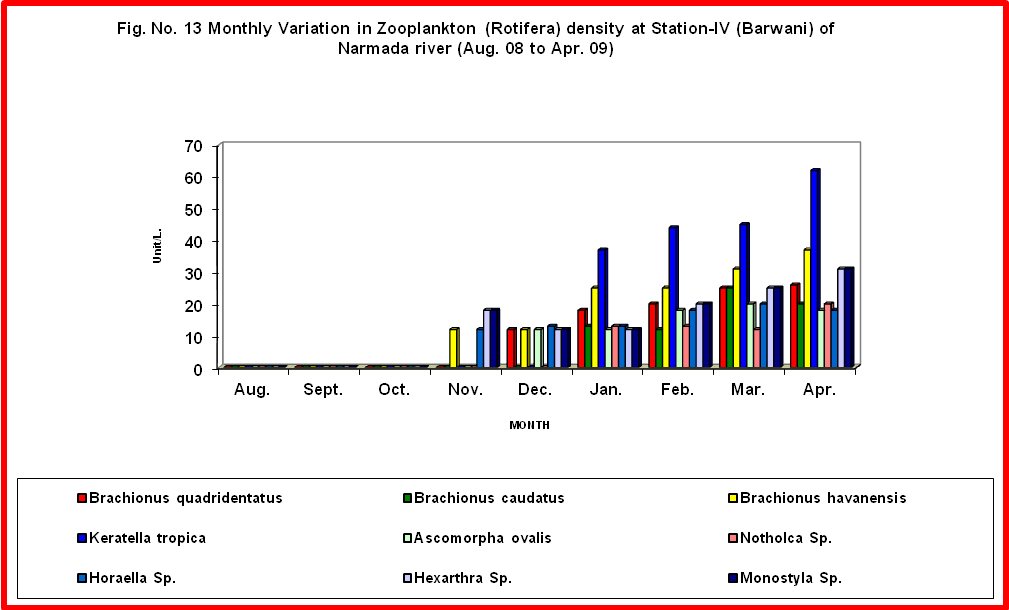 Fig. No. 13 Monthly Variation in Zooplankton (Rotifera) density at Station-IV (Barwani) of
Narmada river (Aug. 08 to Apr. 09)
70
60
50
40
30
20
10
0
Unit/L.
Aug. Sept. Oct. Nov. Dec. Jan. Feb. Mar. Apr.
MONTH
Brachionus quadridentatus Brachionus caudatus Brachionus havanensis
Keratella tropica Ascomorpha ovalis Notholca Sp.
Horaella Sp. Hexarthra Sp. Monostyla Sp.